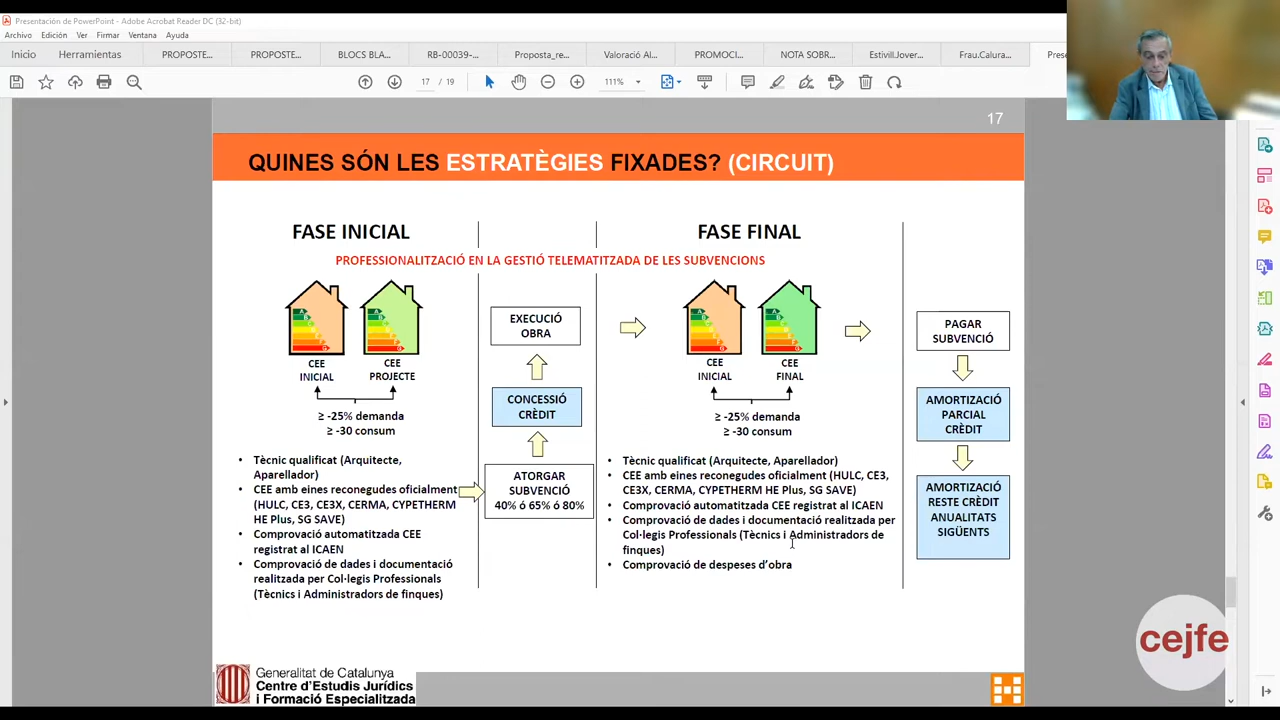 Presentación de PowerPoint - Adobe Acrobat Reader DC (32-bit)
Archivo Edición Ver Firmar Ventana Ayuda
Inicio Herramientas PROPOSTE... PROPOSTE... BLOCS BLA... RB-00039-... Proposta_re... Valoració Al... PROMOCI... NOTA SOBR... Estivill.Jover... Frau.Calura... Prese
17 / 19 111%
17
QUINES SÓN LES ESTRATÈGIES FIXADES? (CIRCUIT)
FASE INICIAL
FASE FINAL
PROFESSIONALITZACIÓ EN LA GESTIÓ TELEMATITZADA DE LES SUBVENCIONS
CEE
INICIAL
CEE
PROJECTE
≥ -25% demanda
≥ -30 consum
• Tècnic qualificat (Arquitecte,
Aparellador)
• CEE amb eines reconegudes oficialment
(HULC, CE3, CE3X, CERMA, CYPETHERM
HE Plus, SG SAVE)
• Comprovació automatitzada CEE
registrat al ICAEN
• Comprovació de dades i documentació
realitzada per Col·legis Professionals
(Tècnics i Administradors de finques)
EXECUCIÓ
OBRA
CONCESSIÓ
CRÈDIT
ATORGAR
SUBVENCIÓ
40% ó 65% ó 80%
CEE
INICIAL
CEE
FINAL
≥ -25% demanda
≥ -30 consum
• Tècnic qualificat (Arquitecte, Aparellador)
• CEE amb eines reconegudes oficialment (HULC, CE3,
CE3X, CERMA, CYPETHERM HE Plus, SG SAVE)
• Comprovació automatitzada CEE registrat al ICAEN
• Comprovació de dades i documentació realitzada per
Col·legis Professionals (Tècnics i Administradors de
finques)
• Comprovació de despeses d'obra
PAGAR
SUBVENCIÓ
AMORTIZACIÓ
PARCIAL
CRÈDIT
AMORTIZACIÓ
RESTE CRÈDIT
ANUALITATS
SIGÜENTS
cejfe
Generalitat de Catalunya
Centre d'Estudis Jurídics
i Formació Especialitzada